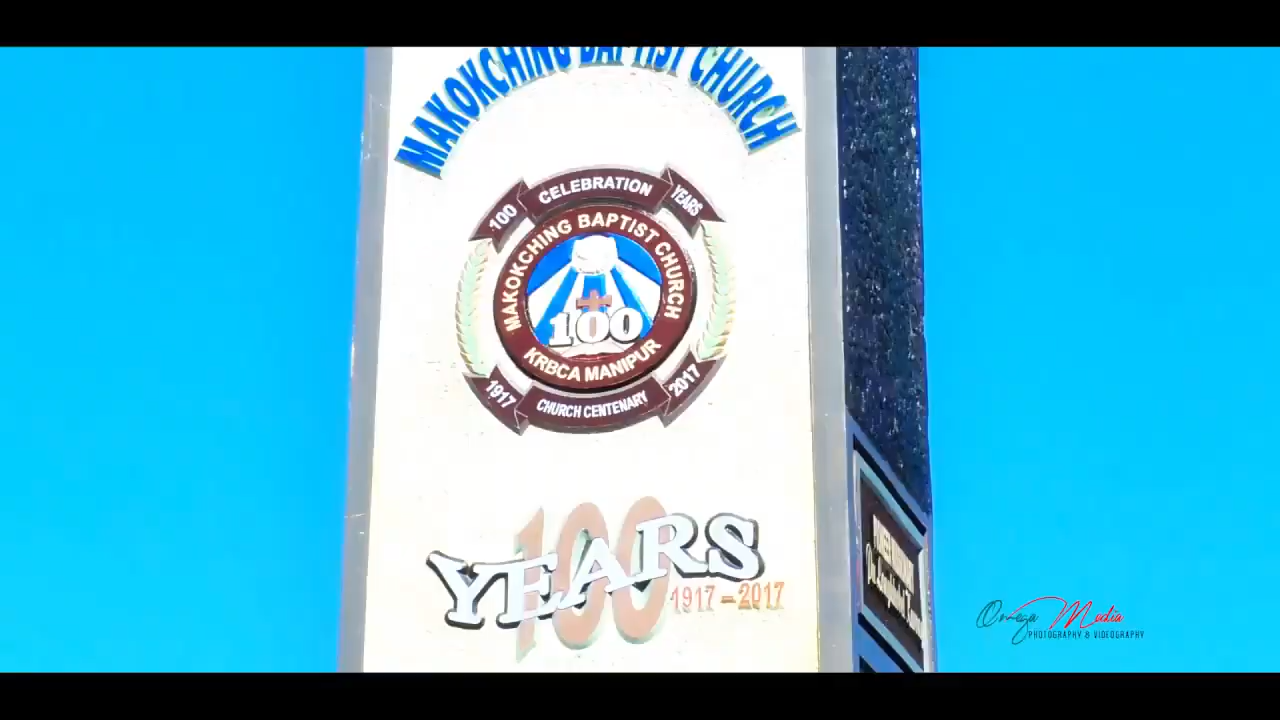 MAKOKCHING BAPTIST CHURCH
100 CELEBRATION YEARS
MAKOKCHING BAPTIST CHURCH
100
KRBCA MANIPUR
1917 CHURCH CENTENARY 2017
100
YEARS
1917 - 2017
Omega Media
PHOTOGRAPHY & VIDEOGRAPHY